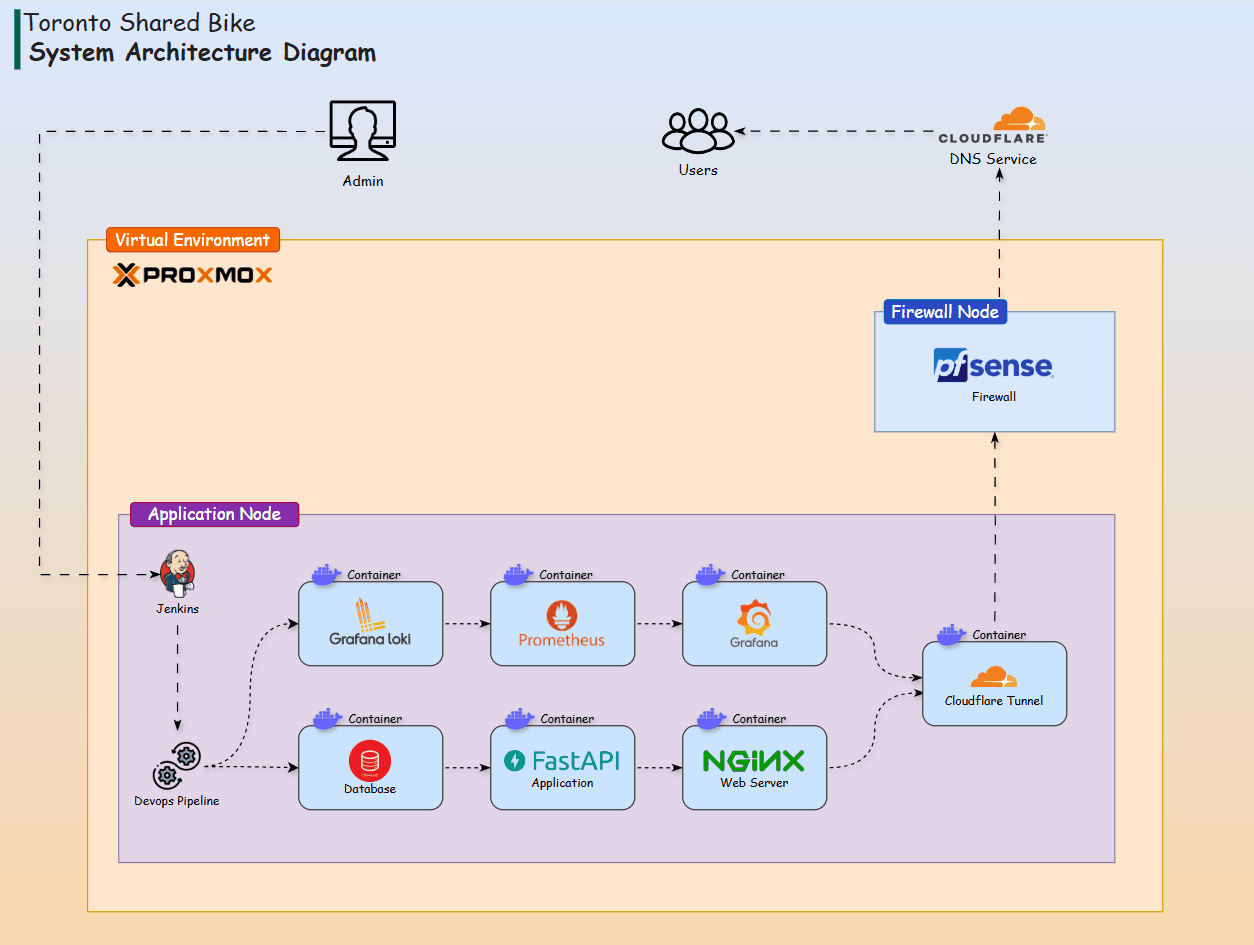 Toronto Shared Bike
System Architecture Diagram
Admin
Users
CLOUDFLARE
DNS Service
Virtual Environment
PROXMOX
Firewall Node
pfsense
Firewall
Application Node
Jenkins
Container
Grafana loki
Container
Prometheus
Container
Grafana
Container
Cloudflare Tunnel
Devops Pipeline
Container
Database
Container
FastAPI
Application
Container
NGINX
Web Server